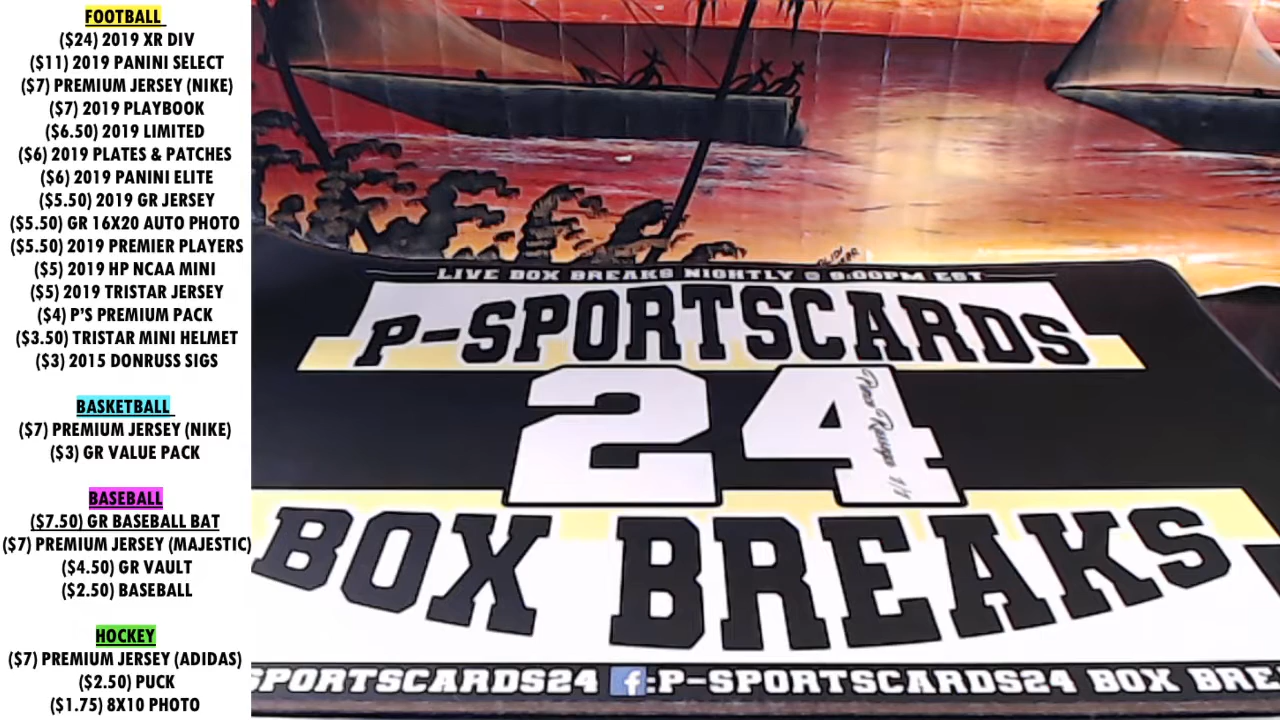 FOOTBALL
($24) 2019 XR DIV
($11) 2019 PANINI SELECT
($7) PREMIUM JERSEY (NIKE)
($7) 2019 PLAYBOOK
($6.50) 2019 LIMITED
($6) 2019 PLATES & PATCHES
($6) 2019 PANINI ELITE
($5.50) 2019 GR JERSEY
($5.50) GR 16X20 AUTO PHOTO
($5.50) 2019 PREMIER PLAYERS
($5) 2019 HP NCAA MINI
($5) 2019 TRISTAR JERSEY
($4) P'S PREMIUM PACK
($3.50) TRISTAR MINI HELMET
($3) 2015 DONRUSS SIGS
BASKETBALL
($7) PREMIUM JERSEY (NIKE)
($3) GR VALUE PACK
BASEBALL
($7.50) GR BASEBALL BAT
($7) PREMIUM JERSEY (MAJESTIC)
($4.50) GR VAULT
($2.50) BASEBALL
HOCKEY
($7) PREMIUM JERSEY (ADIDAS)
($2.50) PUCK
($1.75) 8X10 PHOTO
LIVE BOX BREAKS NIGHTLY @ 8:00PM EST
P-SPORTSCARDS
24
BOX BREAKS
SPORTSCARDS24 f:P-SPORTSCARDS24 BOX BRE